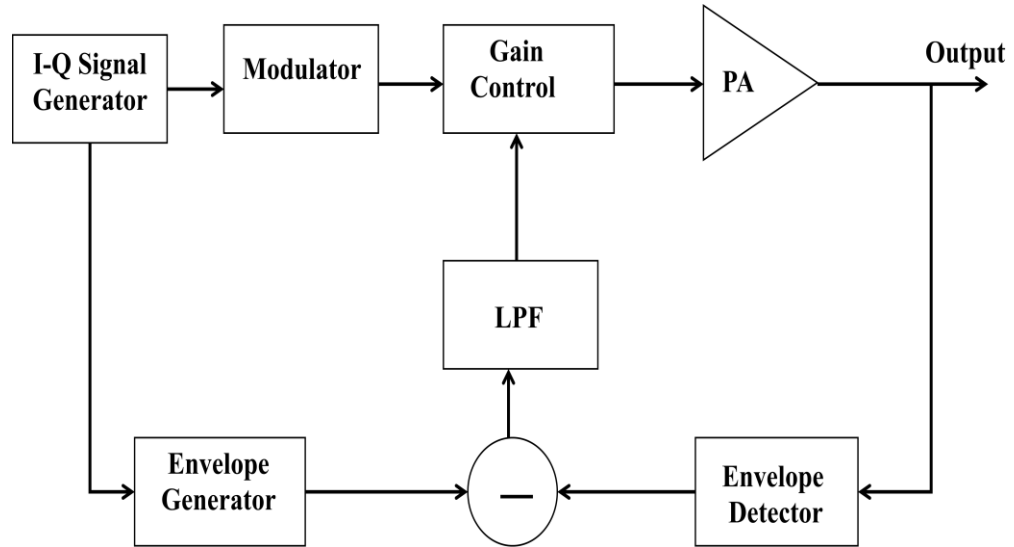 I-Q Signal
Generator
Modulator
Gain
Control
PA
Output
LPF
Envelope
Generator
—
Envelope
Detector